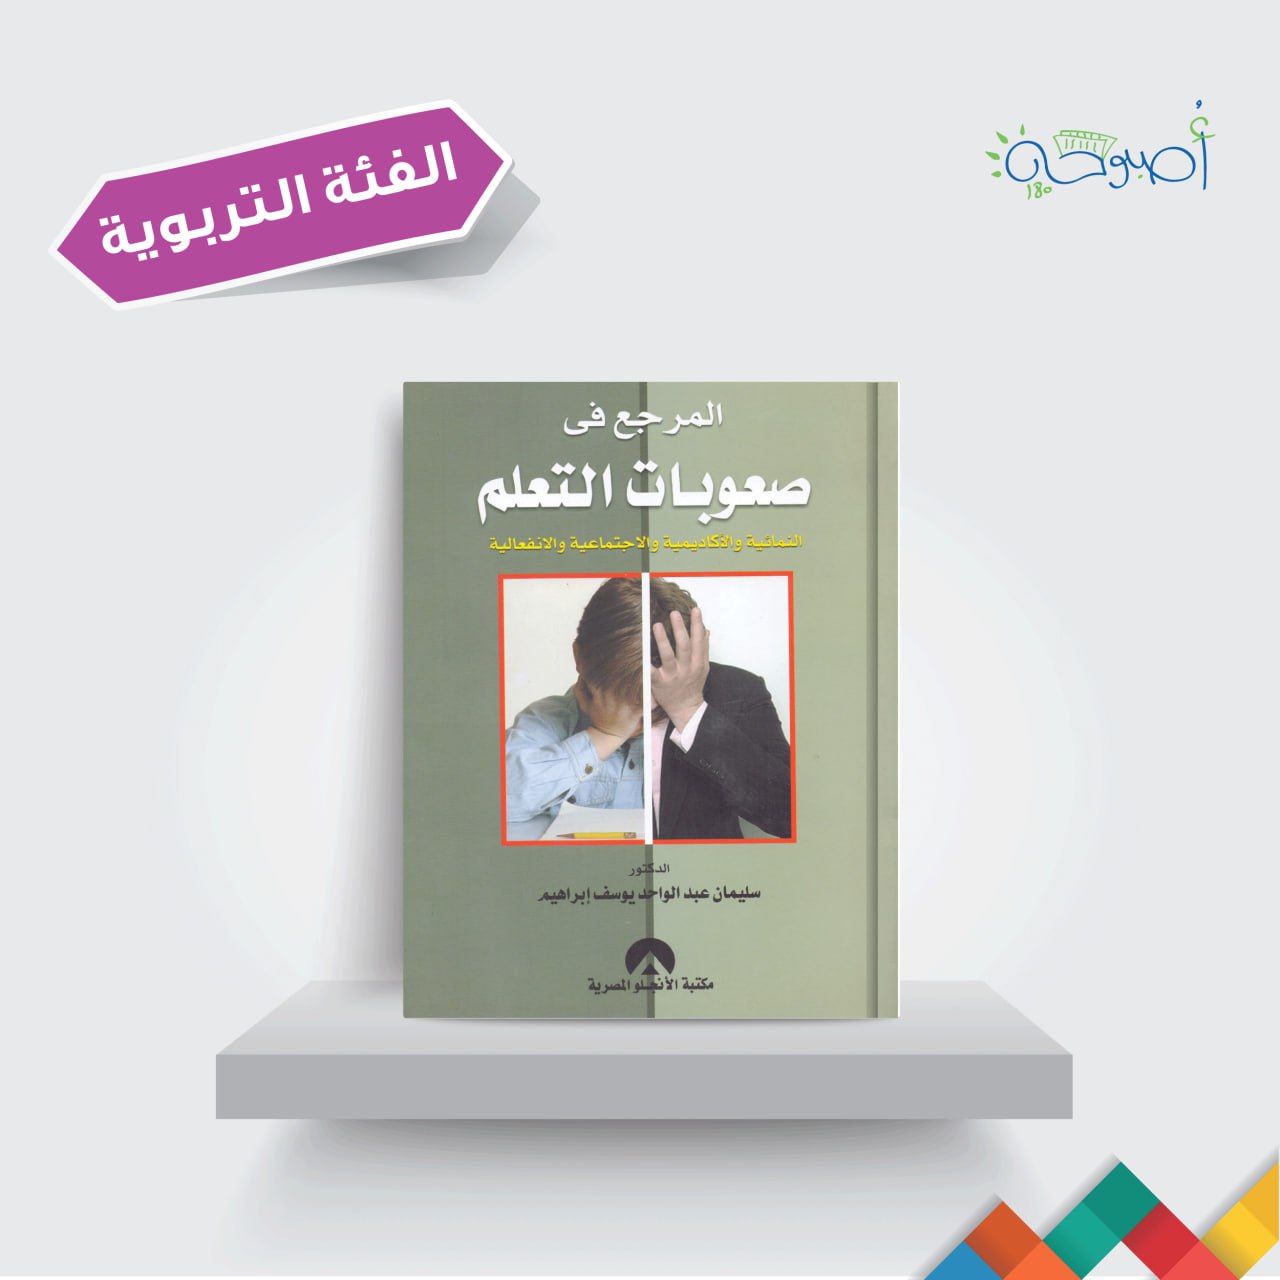 الفئة التربوية
أصبوحة
180
المرجع فى
صعوبات التعلم
النمائية والأكاديمية والاجتماعية والانفعالية
الدكتور
سليمان عبد الواحد يوسف إبراهيم
مكتبة الأنجلو المصرية